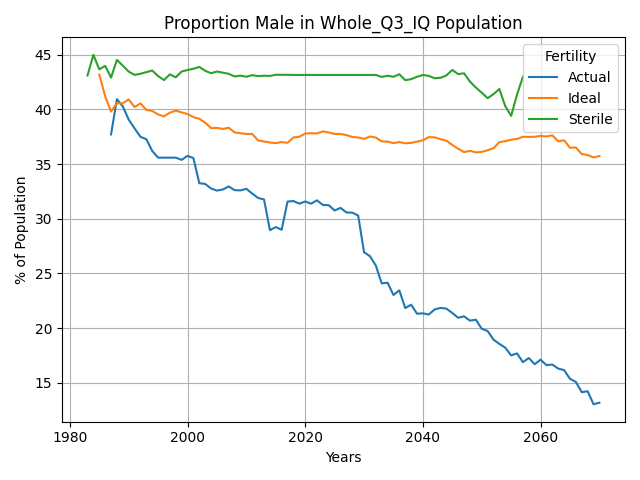 Proportion Male in Whole_Q3_IQ Population
% of Population
45
40
35
30
25
20
15
Fertility
Actual
Ideal
Sterile
1980
2000
2020
2040
2060
Years